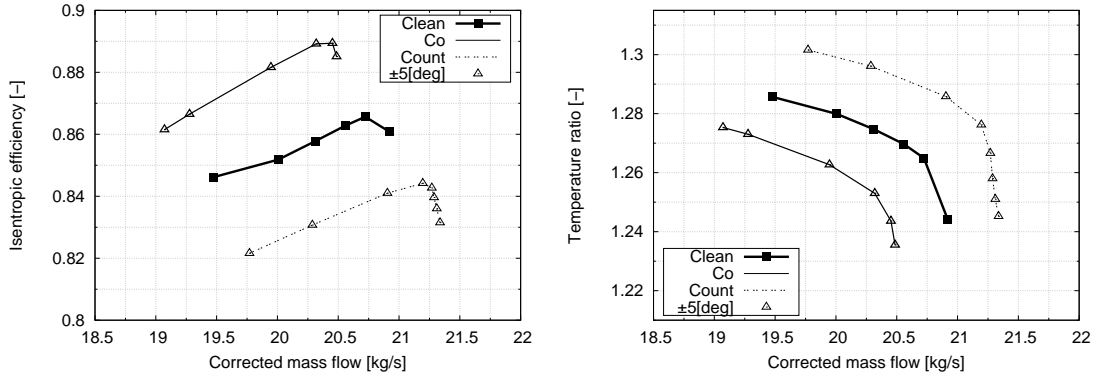 0.9
0.88
0.86
0.84
0.82
0.8
18.5 19 19.5 20 20.5 21 21.5 22
Isentropic efficiency [−]
Corrected mass flow [kg/s]
Clean
Co
Count
±5[deg]
1.3
1.28
1.26
1.24
1.22
18.5 19 19.5 20 20.5 21 21.5 22
Temperature ratio [−]
Corrected mass flow [kg/s]
Clean
Co
Count
±5[deg]